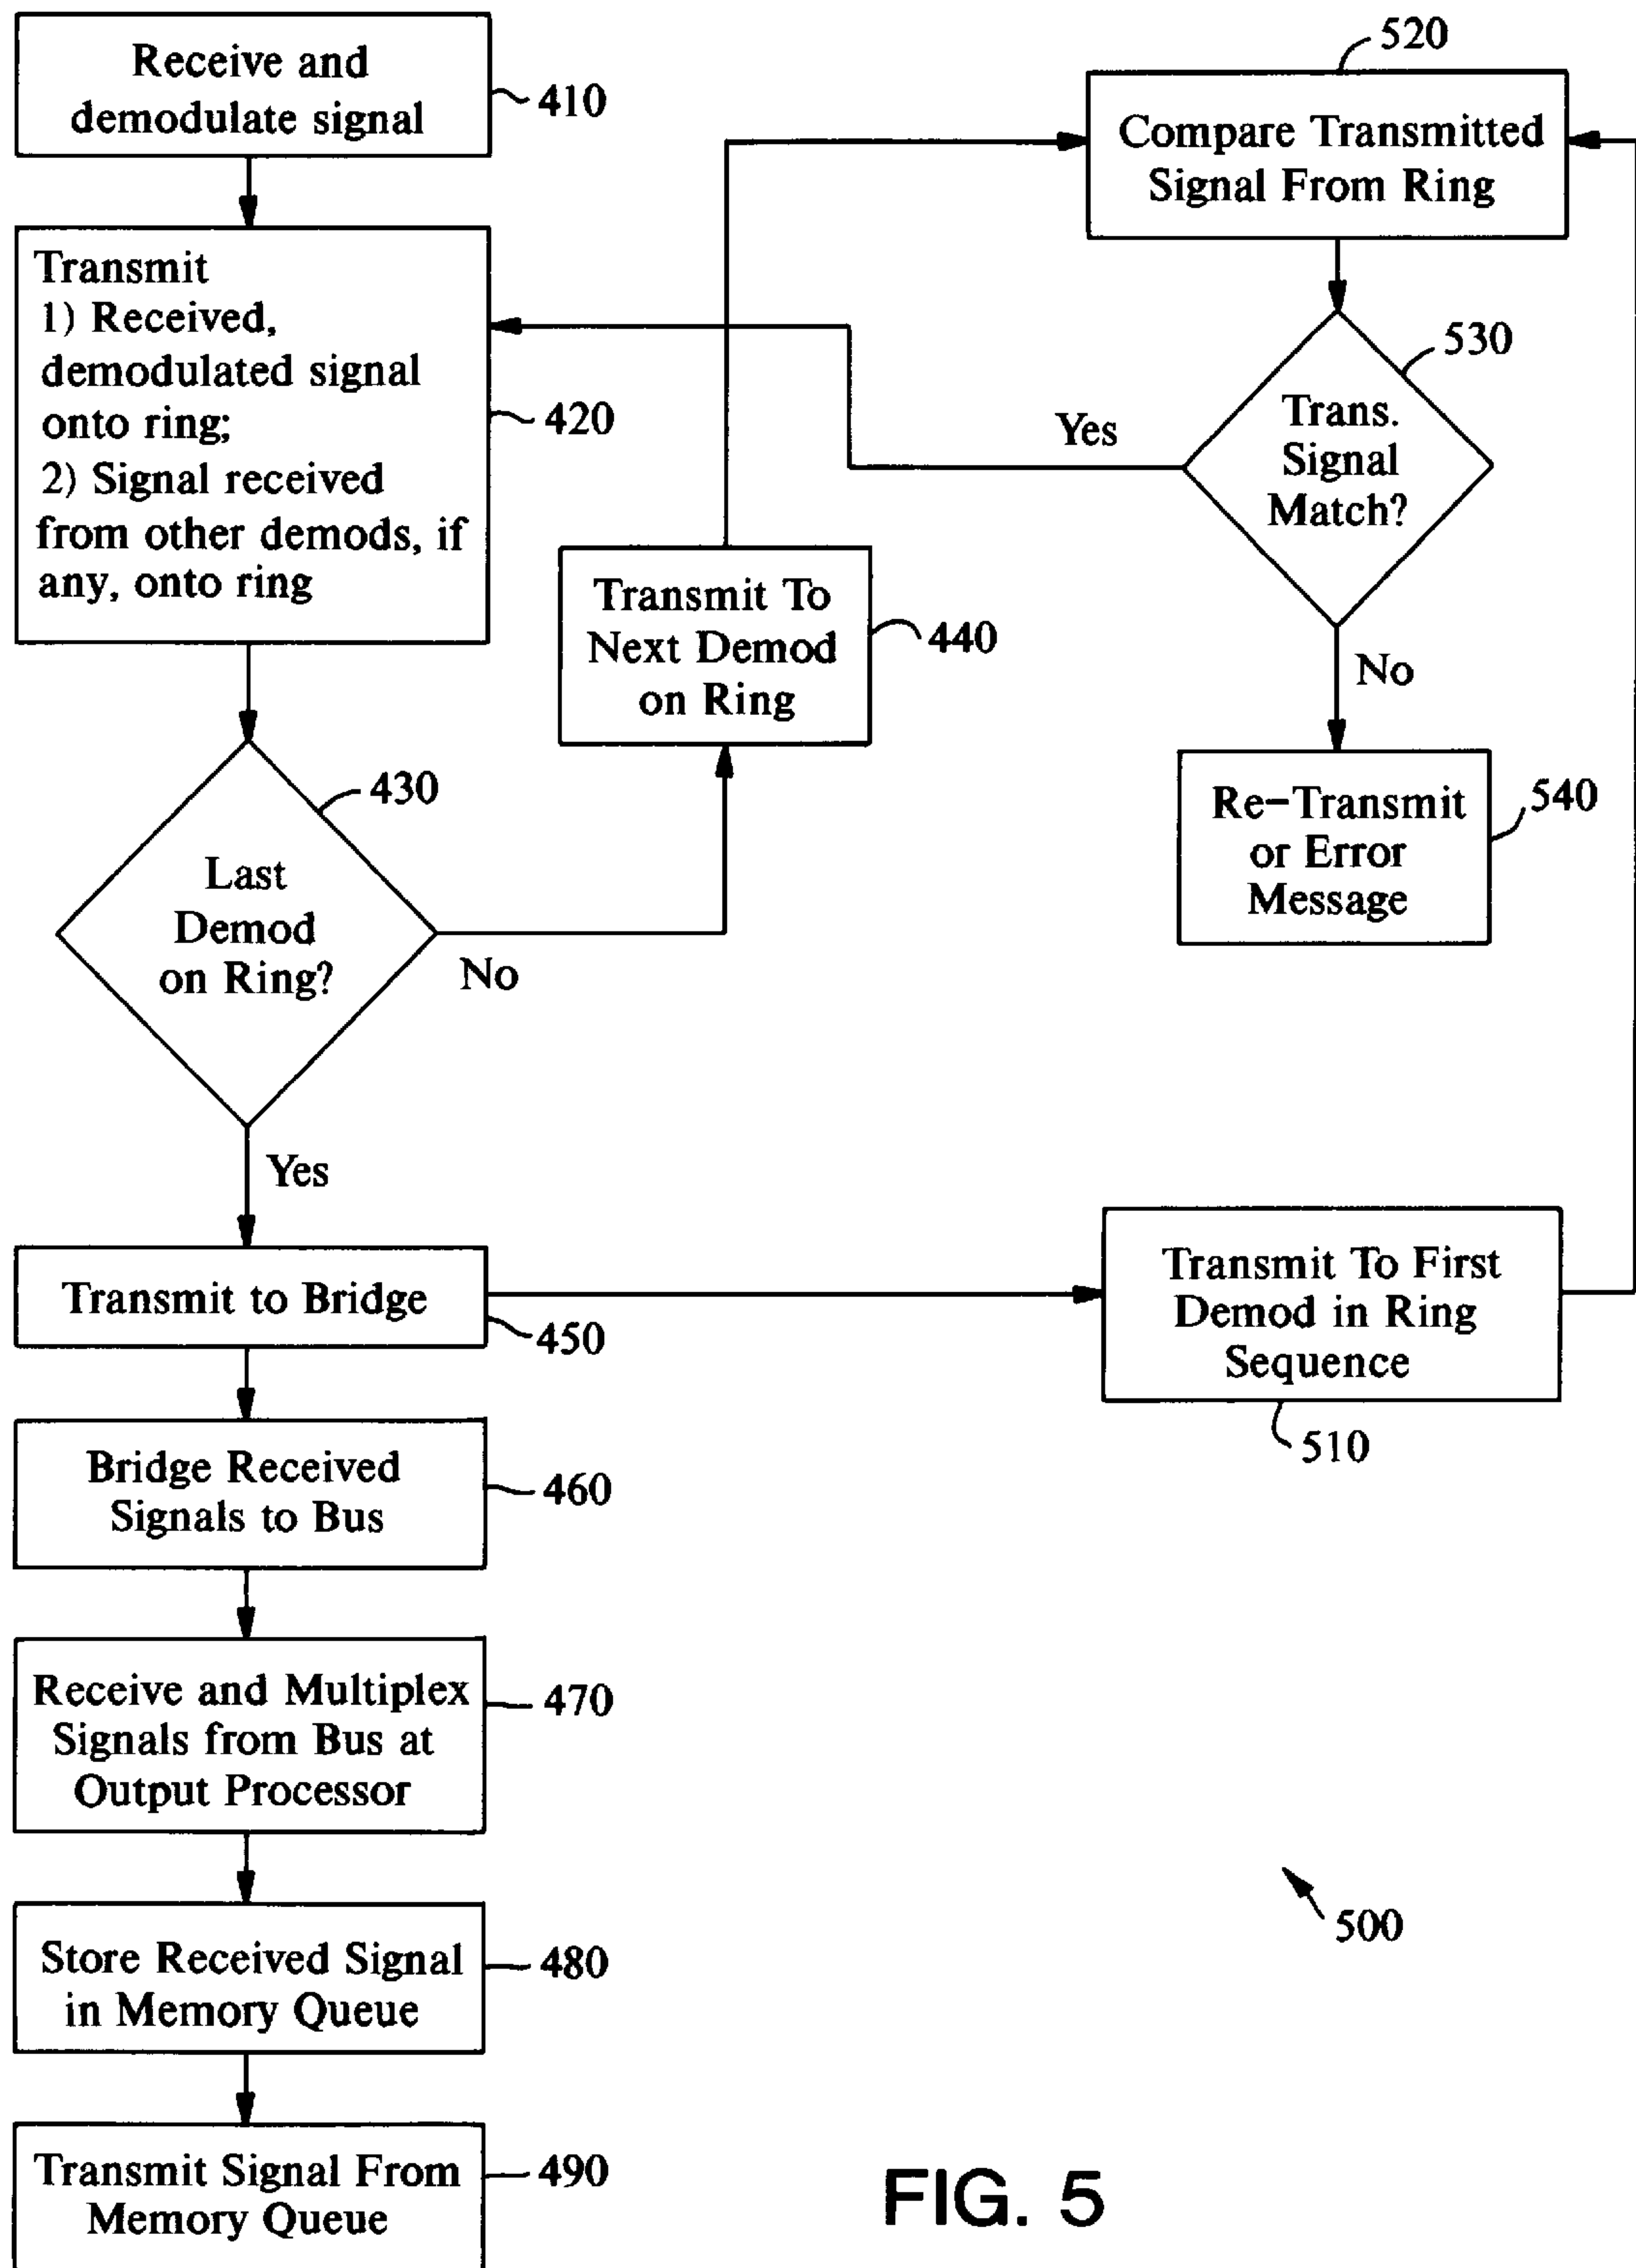 Receive and
demodulate signal
410
Transmit
1) Received,
demodulated signal
onto ring;
2) Signal received
from other demods, if
any, onto ring
420
Last
Demod
on Ring?
430
No
Yes
Transmit To
Next Demod
on Ring
440
520
Compare Transmitted
Signal From Ring
530
Trans.
Signal
Match?
Yes
No
Re-Transmit
or Error
Message
540
Transmit to Bridge
450
Transmit To First
Demod in Ring
Sequence
510
Bridge Received
Signals to Bus
460
Receive and Multiplex
Signals from Bus at
Output Processor
470
Store Received Signal
in Memory Queue
480
Transmit Signal From
Memory Queue
490
500
FIG. 5